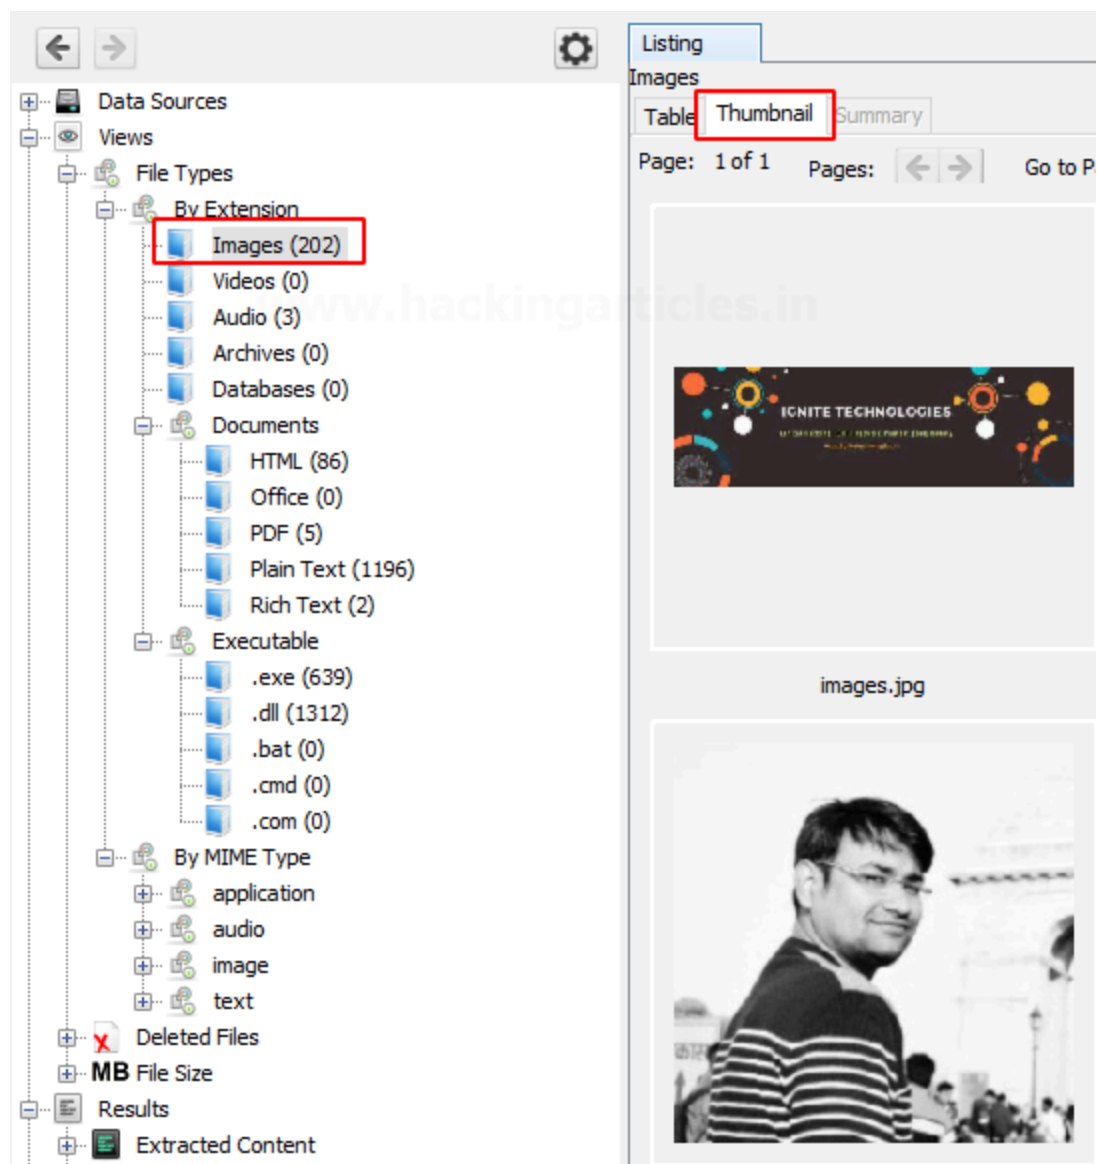 Data Sources
Views
File Types
By Extension
Images (202)
Videos (0)
Audio (3)
Archives (0)
Databases (0)
Documents
HTML (86)
Office (0)
PDF (5)
Plain Text (1196)
Rich Text (2)
Executable
.exe (639)
.dll (1312)
.bat (0)
.cmd (0)
.com (0)
By MIME Type
application
audio
image
text
Deleted Files
MB File Size
Results
Extracted Content
Listing
Images
Table Thumbnail Summary
Page: 1 of 1 Pages: Go to P
www.hackingarticles.in
IGNITE TECHNOLOGIES
images.jpg